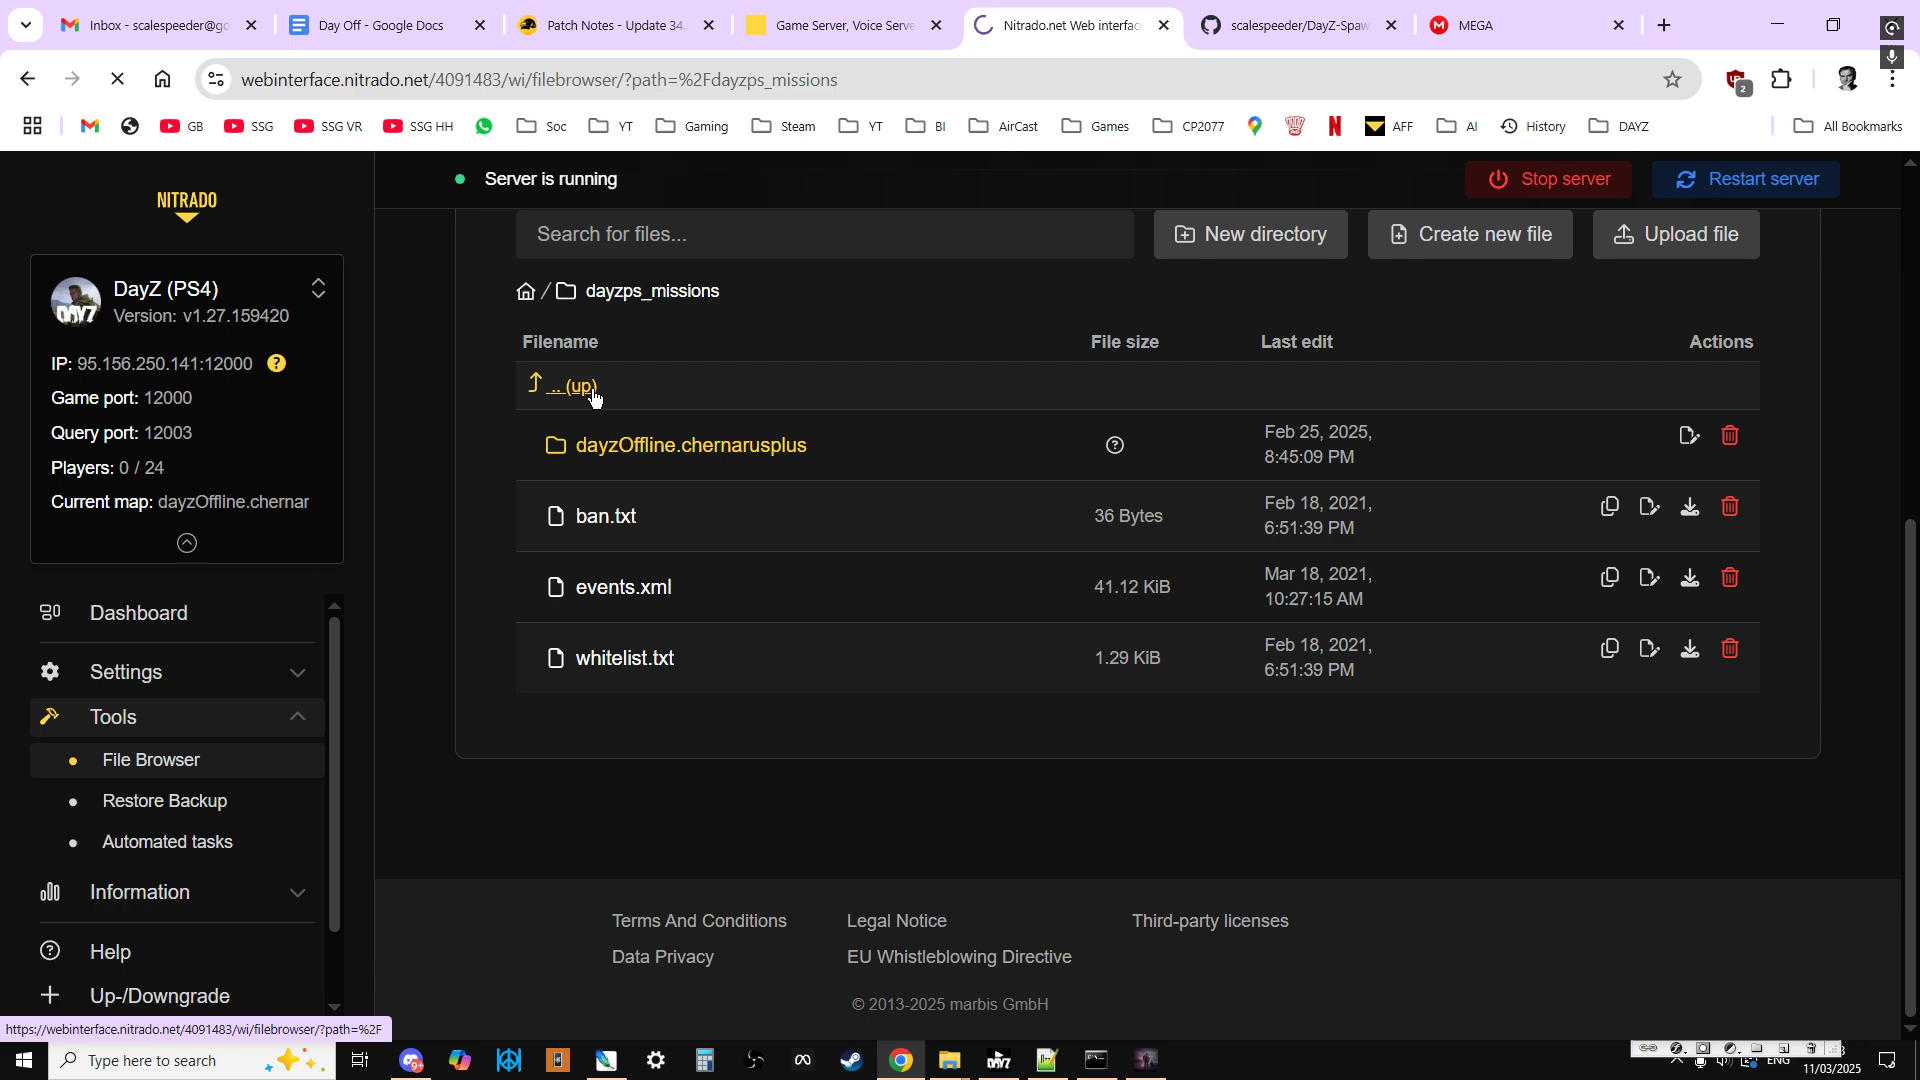 Inbox - scalespeeder@go
Day Off - Google Docs
Patch Notes - Update 34.
Game Server, Voice Serve
Nitrado.net Web interface
scalespeeder/DayZ-Spaw
MEGA
webinterface.nitrado.net/4091483/wi/filebrowser/?path=%2Fdayzps_missions
2
GB
SSG
SSG VR
SSG HH
Soc
YT
Gaming
Steam
YT
BI
AirCast
Games
CP2077
AFF
AI
History
DAYZ
All Bookmarks
NITRADO
Server is running
Stop server
Restart server
DAYZ
DayZ (PS4)
Version: v1.27.159420
IP: 95.156.250.141:12000
Game port: 12000
Query port: 12003
Players: 0 / 24
Current map: dayzOffline.chernar
Dashboard
Settings
Tools
File Browser
Restore Backup
Automated tasks
Information
Help
Up-/Downgrade
Search for files...
New directory
Create new file
Upload file
/ dayzps_missions
Filename
File size
Last edit
Actions
.. (up)
dayzOffline.chernarusplus
Feb 25, 2025,
8:45:09 PM
ban.txt
36 Bytes
Feb 18, 2021,
6:51:39 PM
events.xml
41.12 KiB
Mar 18, 2021,
10:27:15 AM
whitelist.txt
1.29 KiB
Feb 18, 2021,
6:51:39 PM
Terms And Conditions
Legal Notice
Third-party licenses
Data Privacy
EU Whistleblowing Directive
© 2013-2025 marbis GmbH
https://webinterface.nitrado.net/4091483/wi/filebrowser/?path=%2F
Type here to search
DAYZ
ENG
11/03/2025